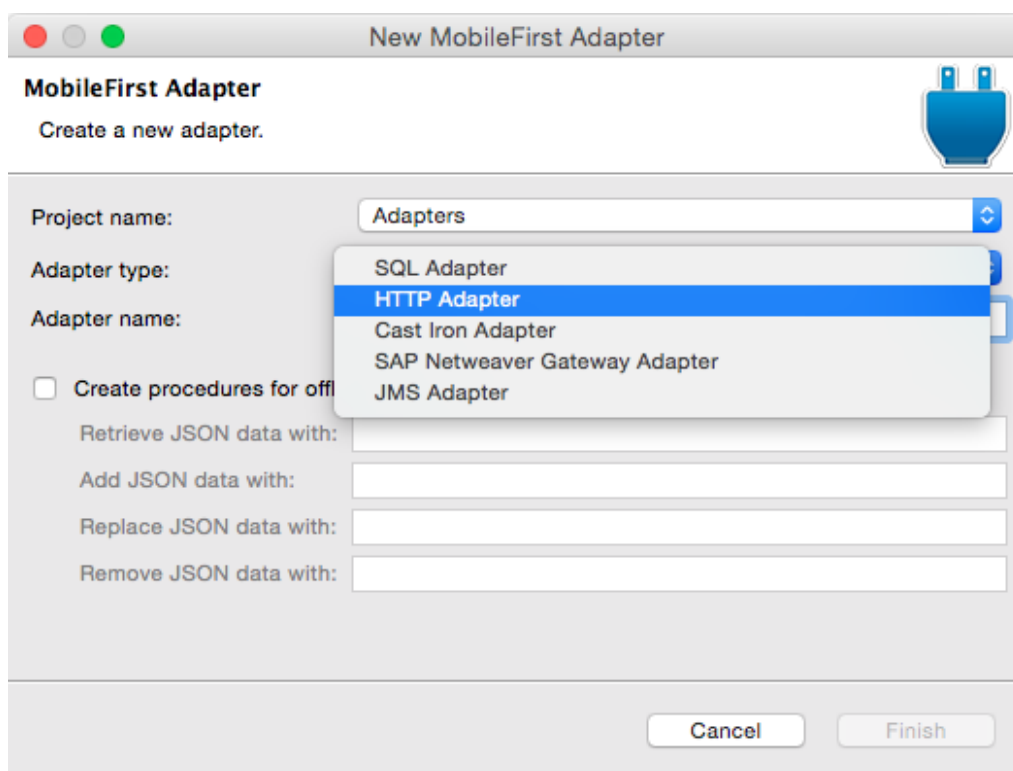 New MobileFirst Adapter
MobileFirst Adapter
Create a new adapter.
Project name:
Adapters
Adapter type:
SQL Adapter
HTTP Adapter
Cast Iron Adapter
SAP Netweaver Gateway Adapter
JMS Adapter
Adapter name:
Create procedures for offl
Retrieve JSON data with:
Add JSON data with:
Replace JSON data with:
Remove JSON data with:
Cancel
Finish